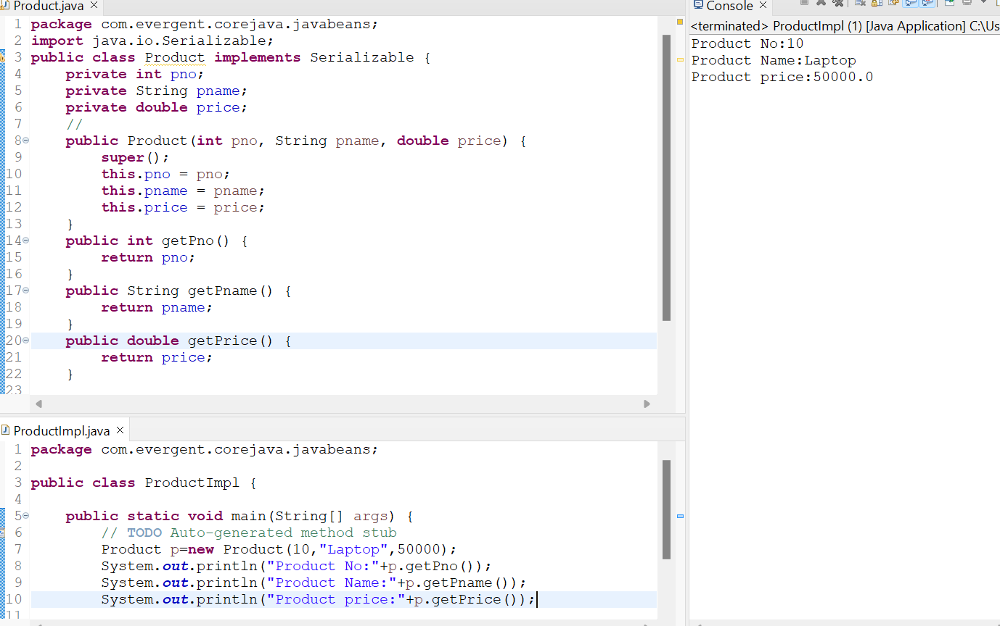 Product.java
1 package com.evergent.corejava.javabeans;
2 import java.io.Serializable;
3 public class Product implements Serializable {
4     private int pno;
5     private String pname;
6     private double price;
7     //
8     public Product(int pno, String pname, double price) {
9         super();
10         this.pno = pno;
11         this.pname = pname;
12         this.price = price;
13     }
14     public int getPno() {
15         return pno;
16     }
17     public String getPname() {
18         return pname;
19     }
20     public double getPrice() {
21         return price;
22     }
23
ProductImpl.java
1 package com.evergent.corejava.javabeans;
2
3 public class ProductImpl {
4
5     public static void main(String[] args) {
6         // TODO Auto-generated method stub
7         Product p=new Product(10,"Laptop",50000);
8         System.out.println("Product No:"+p.getPno());
9         System.out.println("Product Name:"+p.getPname());
10         System.out.println("Product price:"+p.getPrice());
11
Console
<terminated> ProductImpl (1) [Java Application] C:\Us
Product No:10
Product Name:Laptop
Product price:50000.0